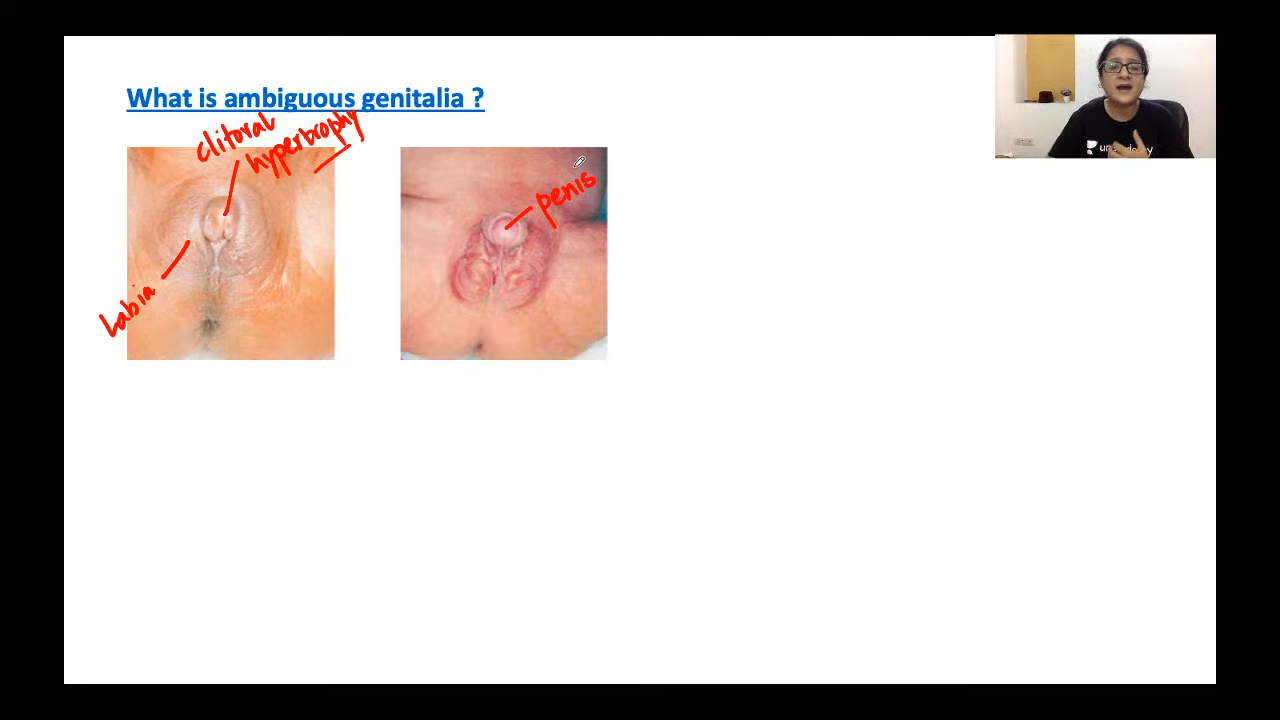 What is ambiguous genitalia ?
clitoral
hypertrophy
penis
Labia